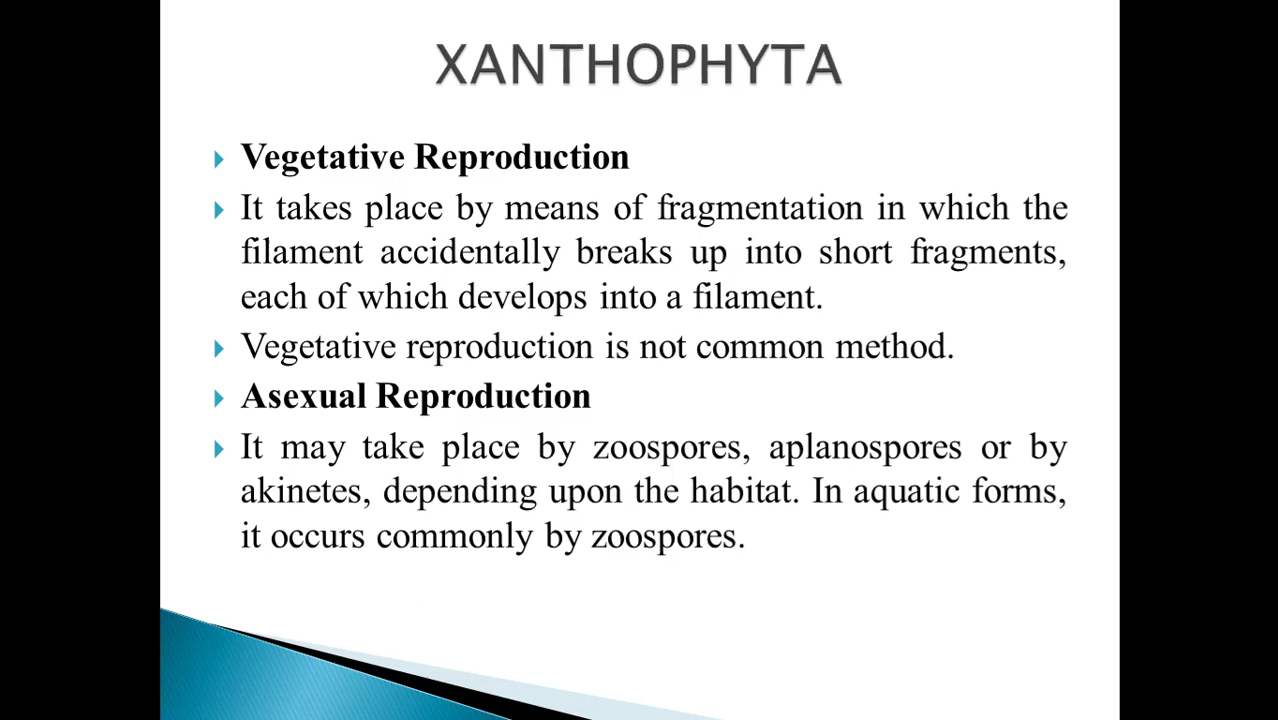 XANTHOPHYTA
Vegetative Reproduction
It takes place by means of fragmentation in which the
filament accidentally breaks up into short fragments,
each of which develops into a filament.
Vegetative reproduction is not common method.
Asexual Reproduction
It may take place by zoospores, aplanospores or by
akinetes, depending upon the habitat. In aquatic forms,
it occurs commonly by zoospores.